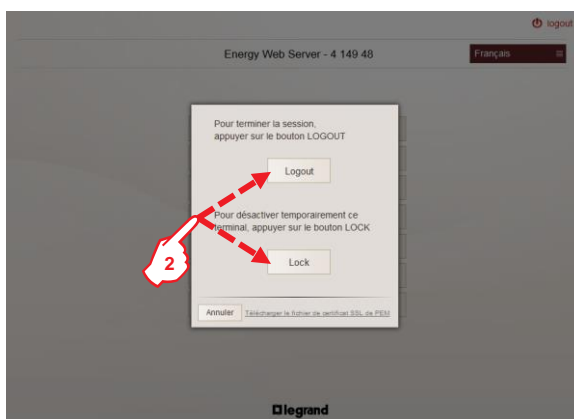 logout
Energy Web Server - 4 149 48
Français
Pour terminer la session,
appuyer sur le bouton LOGOUT
Logout
Pour désactiver temporairement ce
terminal, appuyer sur le bouton LOCK
2
Lock
Annuler Télécharger le fichier de certificat SSL de PEM
legrand